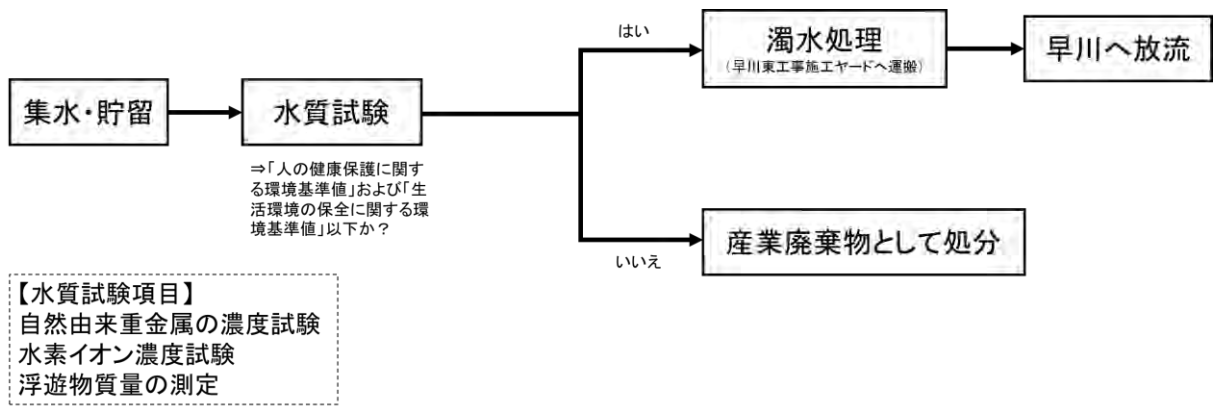 集水・貯留
水質試験
⇒「人の健康保護に関す
る環境基準値」および「生
活環境の保全に関する環
境基準値」以下か？
はい
濁水処理
（早川東工事施工ヤードへ運搬）
早川へ放流
いいえ
産業廃棄物として処分
【水質試験項目】
自然由来重金属の濃度試験
水素イオン濃度試験
浮遊物質量の測定